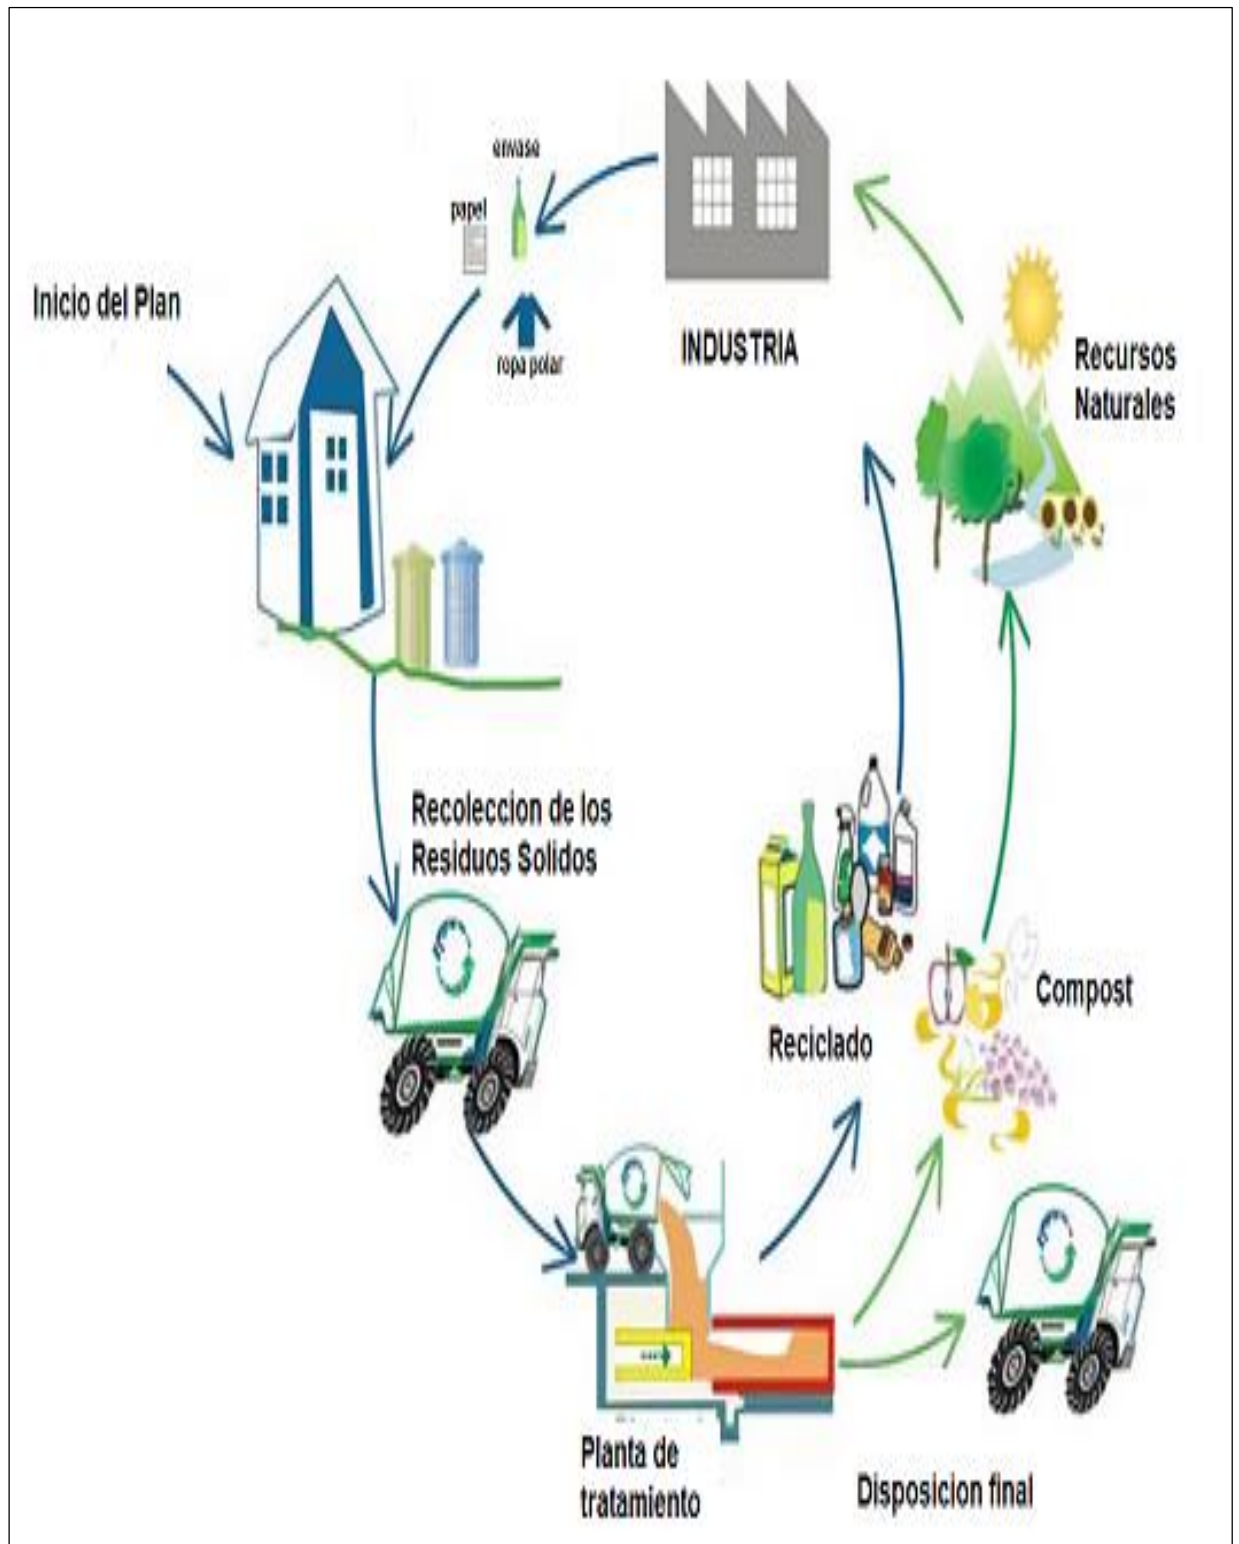 envase
papel
Inicio del Plan
ropa polar
INDUSTRIA
Recursos
Naturales
Recoleccion de los
Residuos Solidos
Compost
Reciclado
Planta de
tratamiento
Disposicion final